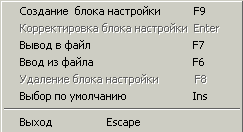 Создание блока настройки F9
Корректировка блока настройки Enter
Вывод в файл F7
Ввод из файла F6
Удаление блока настройки F8
Выбор по умолчанию Ins
Выход Escape